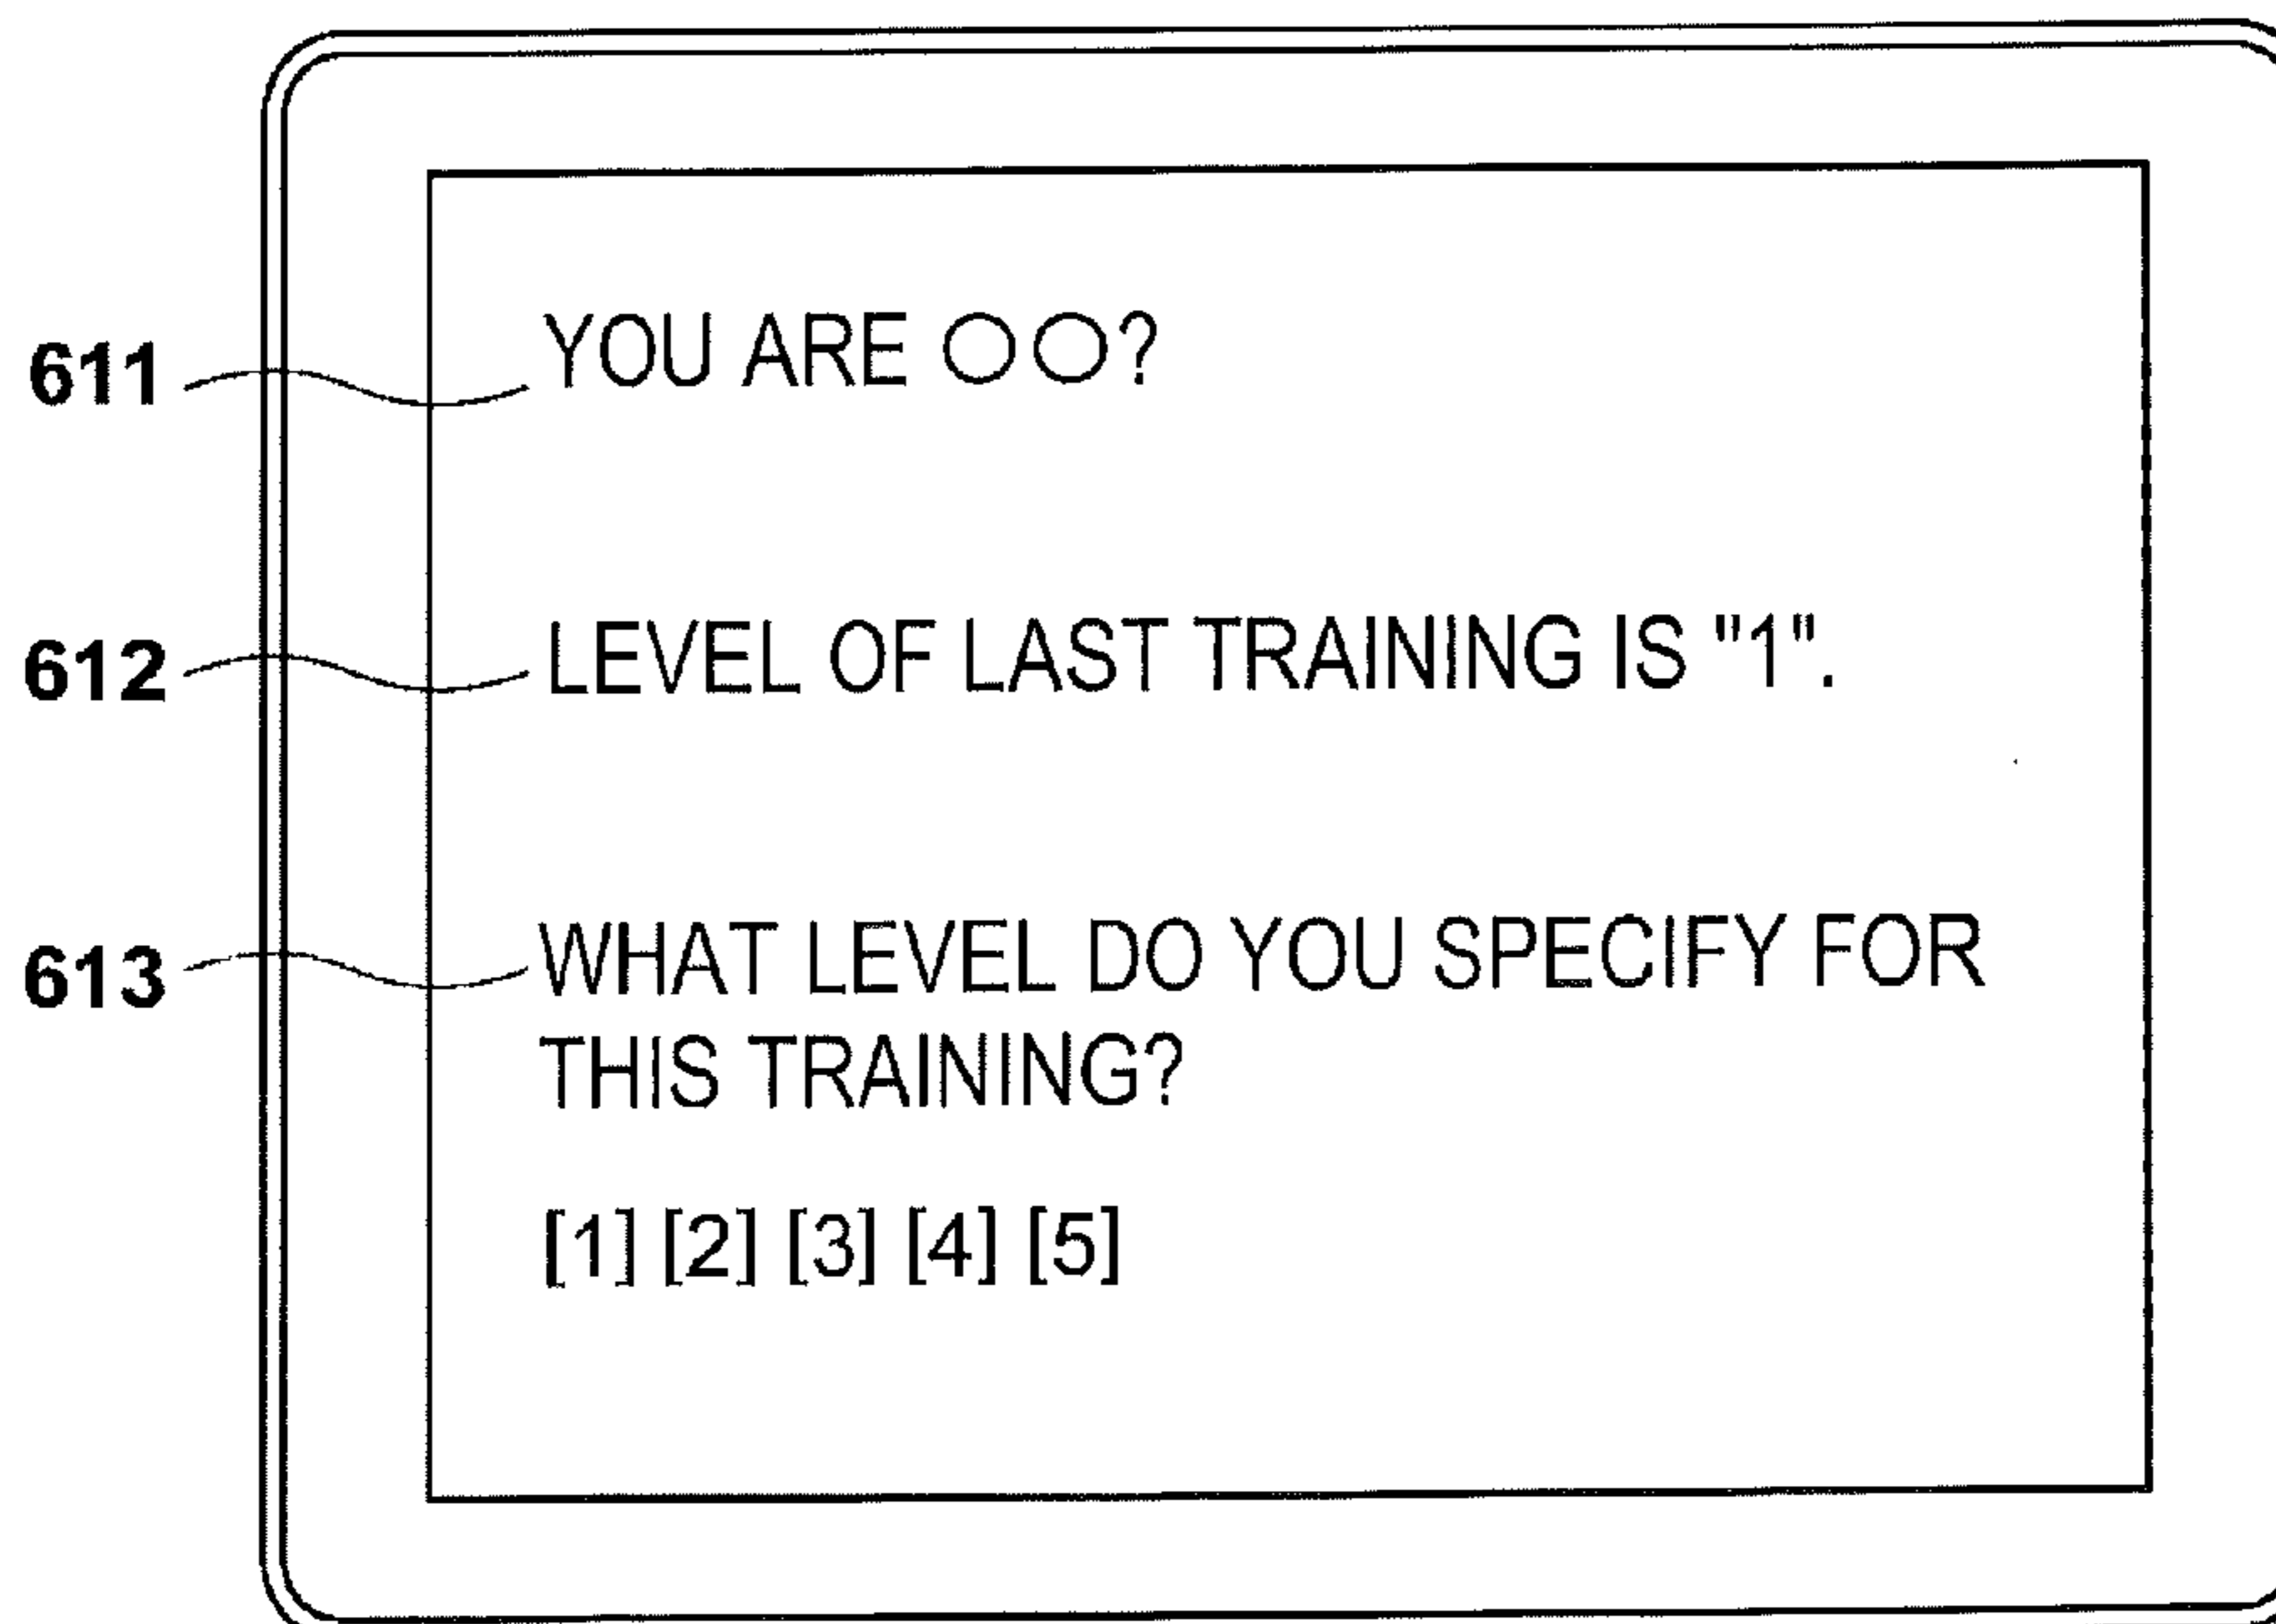 611 YOU ARE ○○?
612 LEVEL OF LAST TRAINING IS "1".
613 WHAT LEVEL DO YOU SPECIFY FOR
THIS TRAINING?
[1] [2] [3] [4] [5]